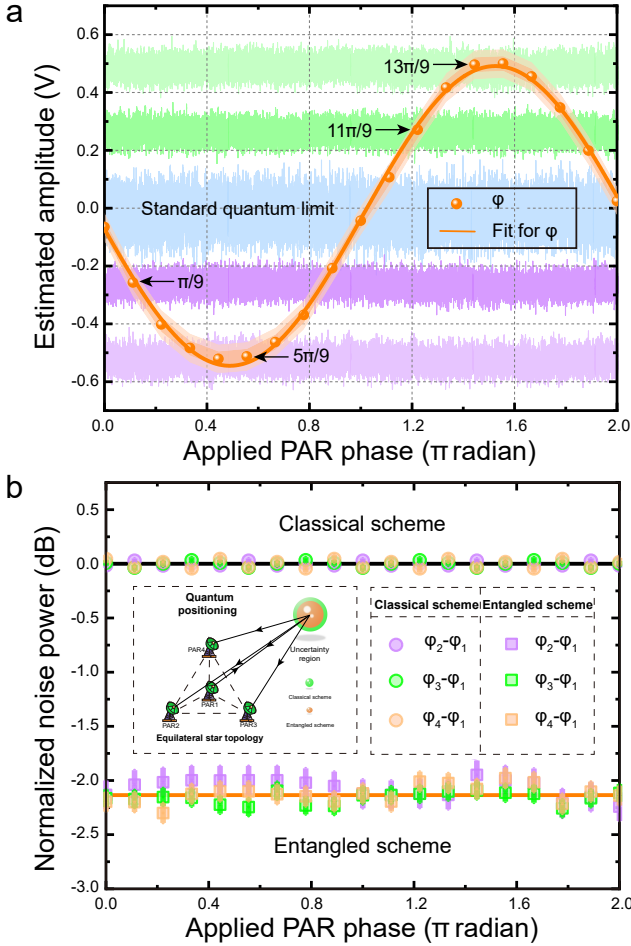 a
Estimated amplitude (V)
0.6
0.4
0.2
0.0
-0.2
-0.4
-0.6
13π/9
11π/9
Standard quantum limit
φ
Fit for φ
π/9
5π/9
0.0 0.4 0.8 1.2 1.6 2.0
Applied PAR phase (π radian)
b
Normalized noise power (dB)
0.5
0.0
-0.5
-1.0
-1.5
-2.0
-2.5
-3.0
Classical scheme
Quantum
positioning
Uncertainty
region
Classical scheme
Entangled scheme
PAR4
PAR1
PAR2
PAR3
Equilateral star topology
Classical scheme Entangled scheme
φ2-φ1 φ2-φ1
φ3-φ1 φ3-φ1
φ4-φ1 φ4-φ1
Entangled scheme
0.0 0.4 0.8 1.2 1.6 2.0
Applied PAR phase (π radian)